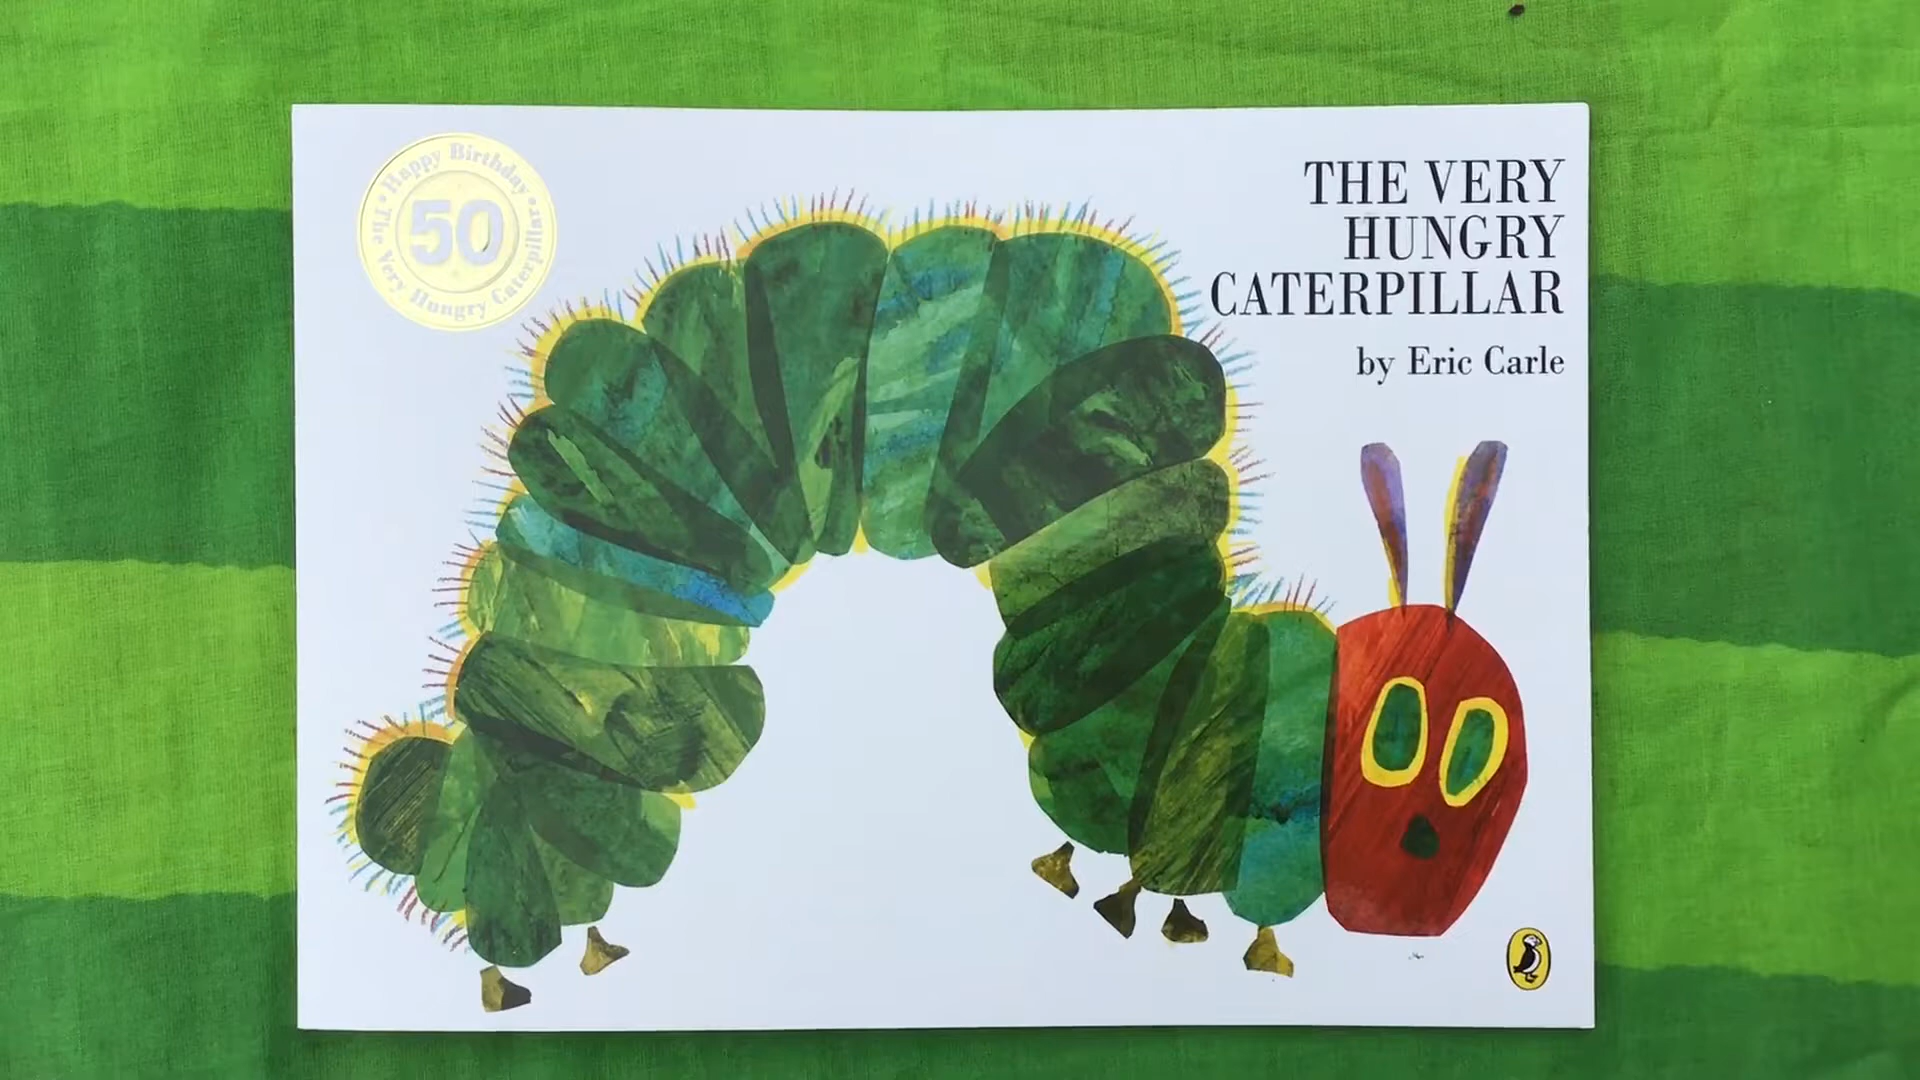 Happy Birthday
50
The Very Hungry Caterpillar
THE VERY
HUNGRY
CATERPILLAR
by Eric Carle